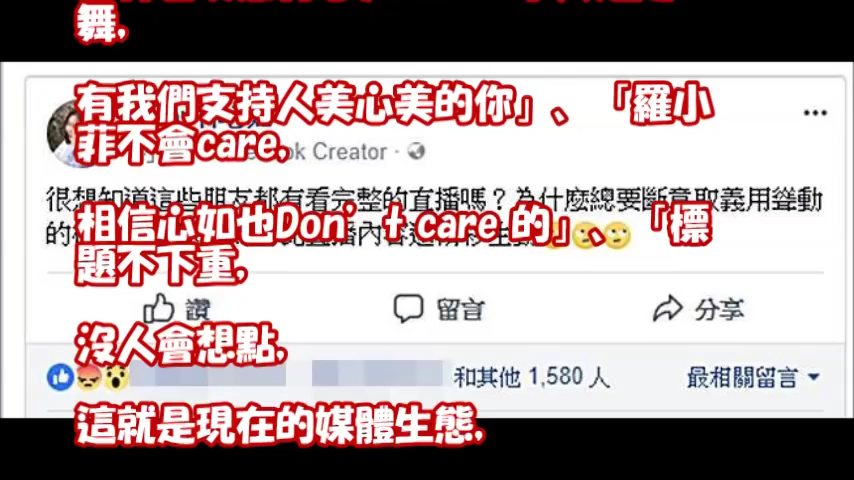 舞,
有我們支持人美心美的你」、「羅小
菲不會care,
Creator
很想知道這些朋友都有看完整的直播嗎？為什麼總要斷章取義用聳動
的
相信心如也Don't care 的」、「標
題不下重,
讚
留言
分享
沒人會想點,
和其他 1,580 人
最相關留言
這就是現在的媒體生態,